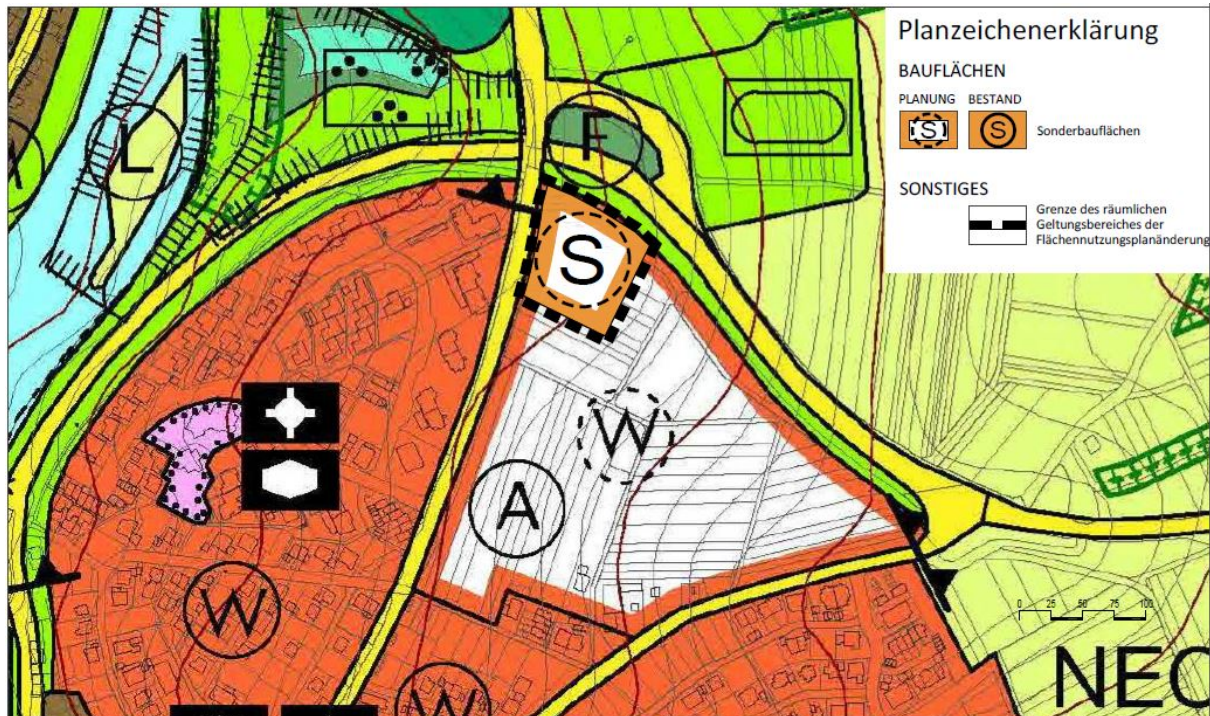 Planzeichenerklärung
BAUFLÄCHEN
PLANUNG BESTAND
S S Sonderbauflächen
SONSTIGES
Grenze des räumlichen
Geltungsbereiches der
Flächennutzungsplanänderung
L
F
S
W
A
W
W
0 25 50 75 100
NEC